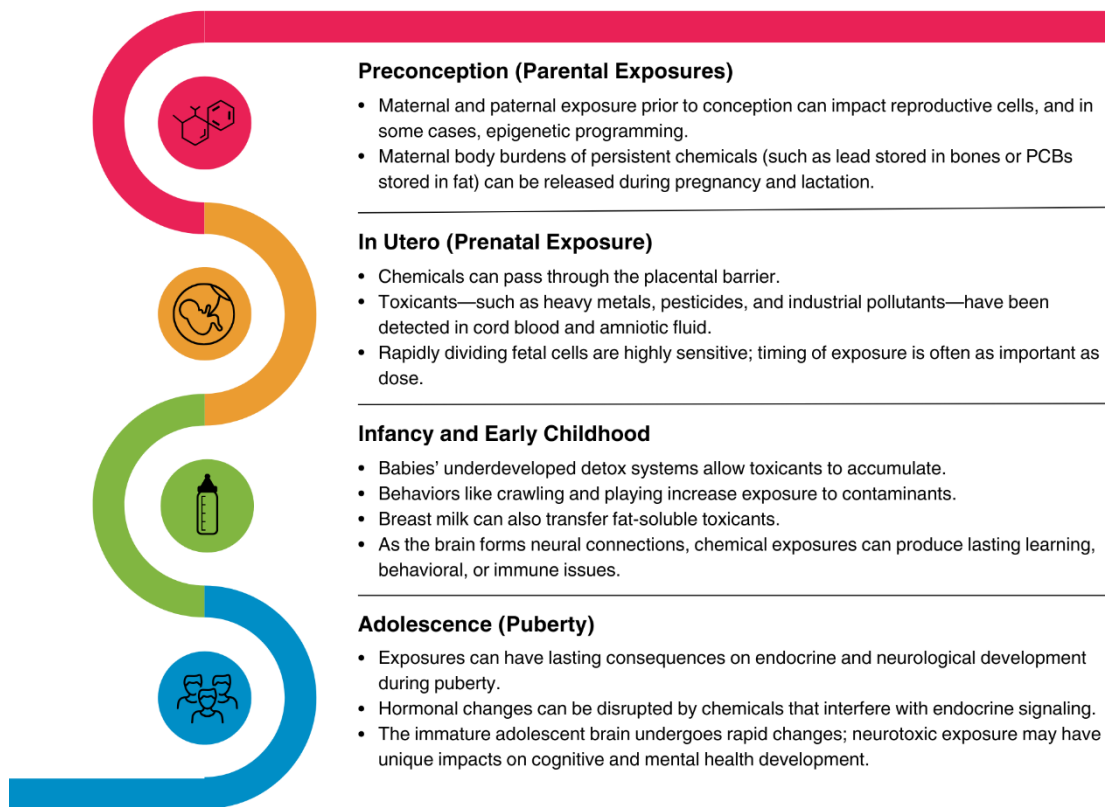 Preconception (Parental Exposures)
• Maternal and paternal exposure prior to conception can impact reproductive cells, and in
some cases, epigenetic programming.
• Maternal body burdens of persistent chemicals (such as lead stored in bones or PCBs
stored in fat) can be released during pregnancy and lactation.
In Utero (Prenatal Exposure)
• Chemicals can pass through the placental barrier.
• Toxicants—such as heavy metals, pesticides, and industrial pollutants—have been
detected in cord blood and amniotic fluid.
• Rapidly dividing fetal cells are highly sensitive; timing of exposure is often as important as
dose.
Infancy and Early Childhood
• Babies’ underdeveloped detox systems allow toxicants to accumulate.
• Behaviors like crawling and playing increase exposure to contaminants.
• Breast milk can also transfer fat-soluble toxicants.
• As the brain forms neural connections, chemical exposures can produce lasting learning,
behavioral, or immune issues.
Adolescence (Puberty)
• Exposures can have lasting consequences on endocrine and neurological development
during puberty.
• Hormonal changes can be disrupted by chemicals that interfere with endocrine signaling.
• The immature adolescent brain undergoes rapid changes; neurotoxic exposure may have
unique impacts on cognitive and mental health development.